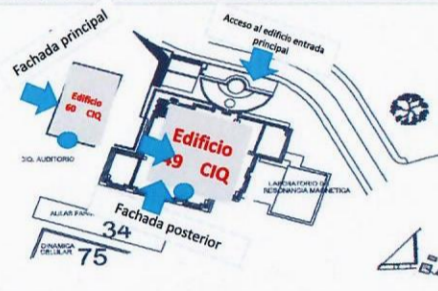 Fachada principal
Acceso al edificio entrada
principal
Edificio
60 CIQ
Edificio
49 CIQ
CIQ. AUDITORIO
LABORATORIO DE
RESONANCIA MAGNETICA
AULAS
Fachada posterior
34
DINAMICA
CELULAR
75